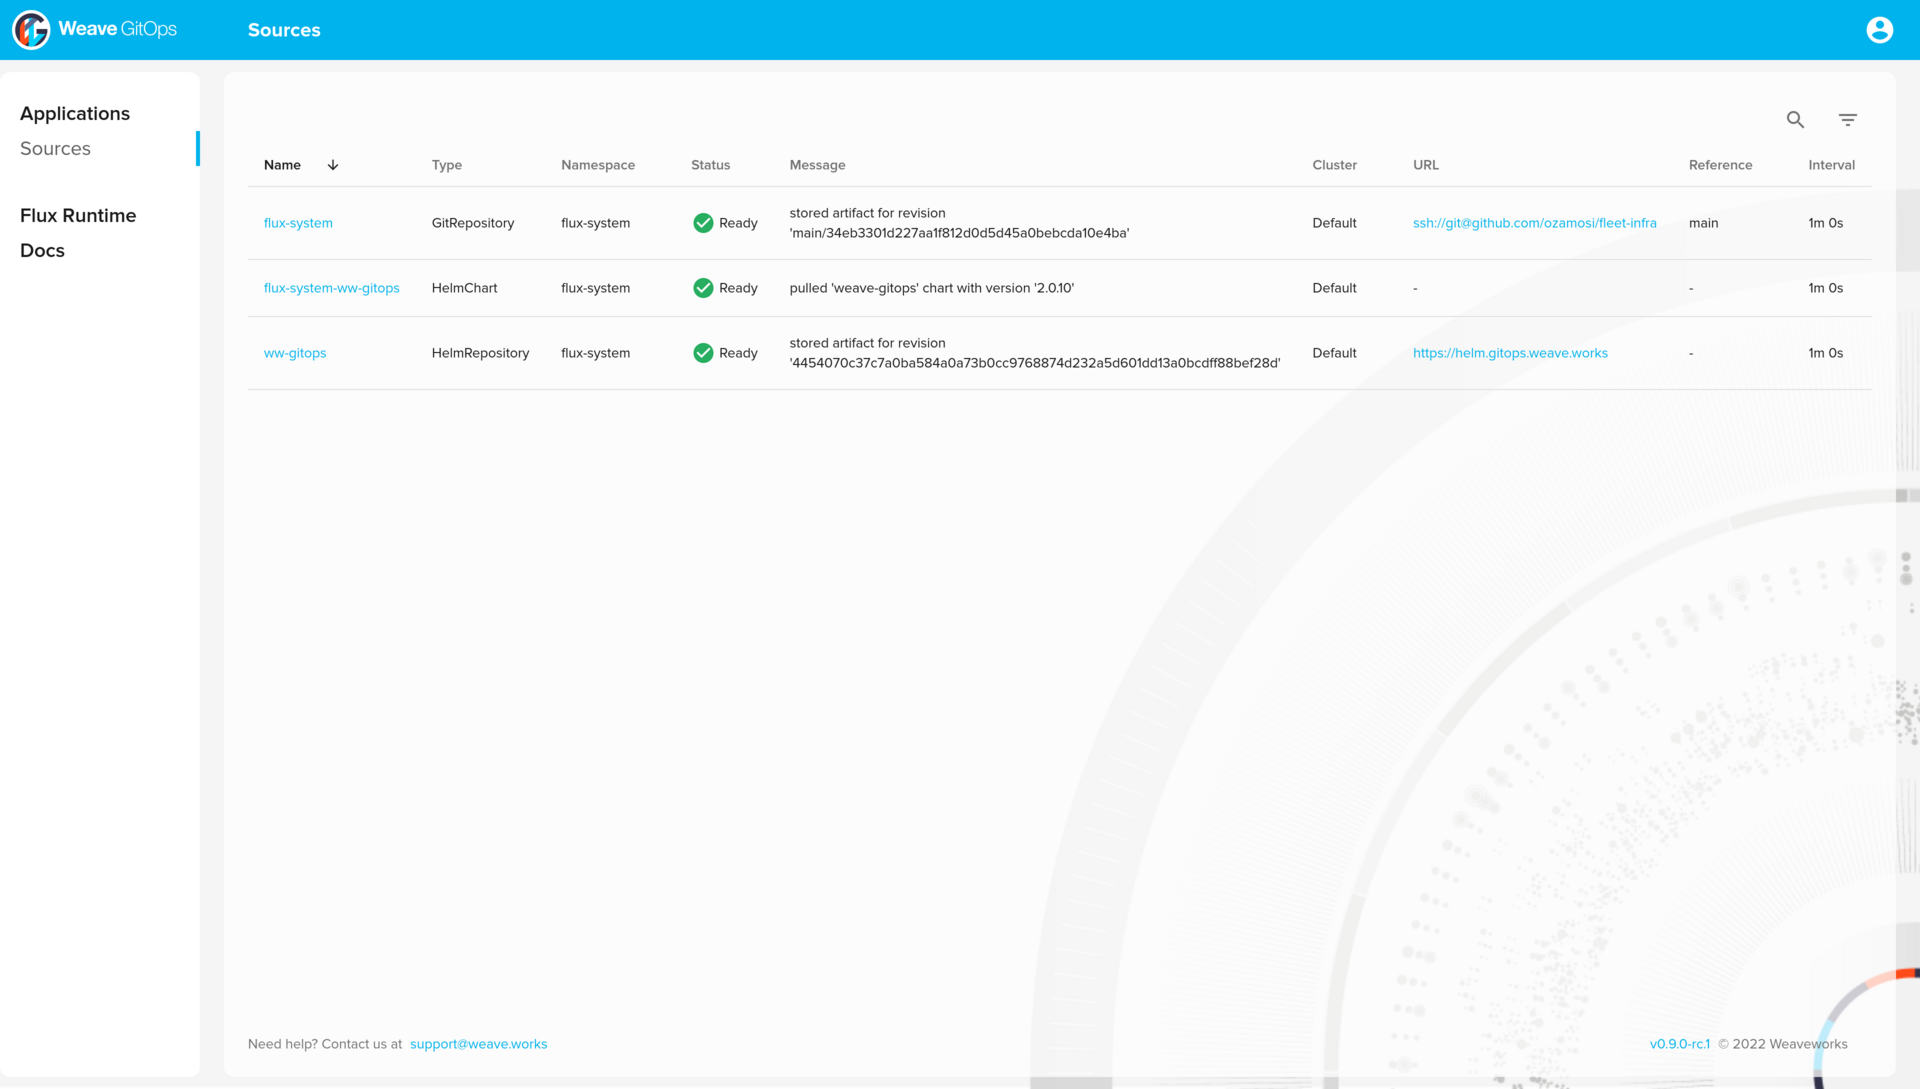 Weave GitOps
Sources
Applications
Sources
Flux Runtime
Docs
Name Type Namespace Status Message Cluster URL Reference Interval
flux-system GitRepository flux-system Ready stored artifact for revision
'main/34eb3301d227aa1f812d0d5d45a0bebcda10e4ba' Default ssh://git@github.com/ozamosi/fleet-infra main 1m 0s
flux-system-ww-gitops HelmChart flux-system Ready pulled 'weave-gitops' chart with version '2.0.10' Default - - 1m 0s
ww-gitops HelmRepository flux-system Ready stored artifact for revision
'4454070c37c7a0ba584a0a73b0cc9768874d232a5d601dd13a0bcdff88bef28d' Default https://helm.gitops.weave.works - 1m 0s
Need help? Contact us at support@weave.works
v0.9.0-rc.1 © 2022 Weaveworks